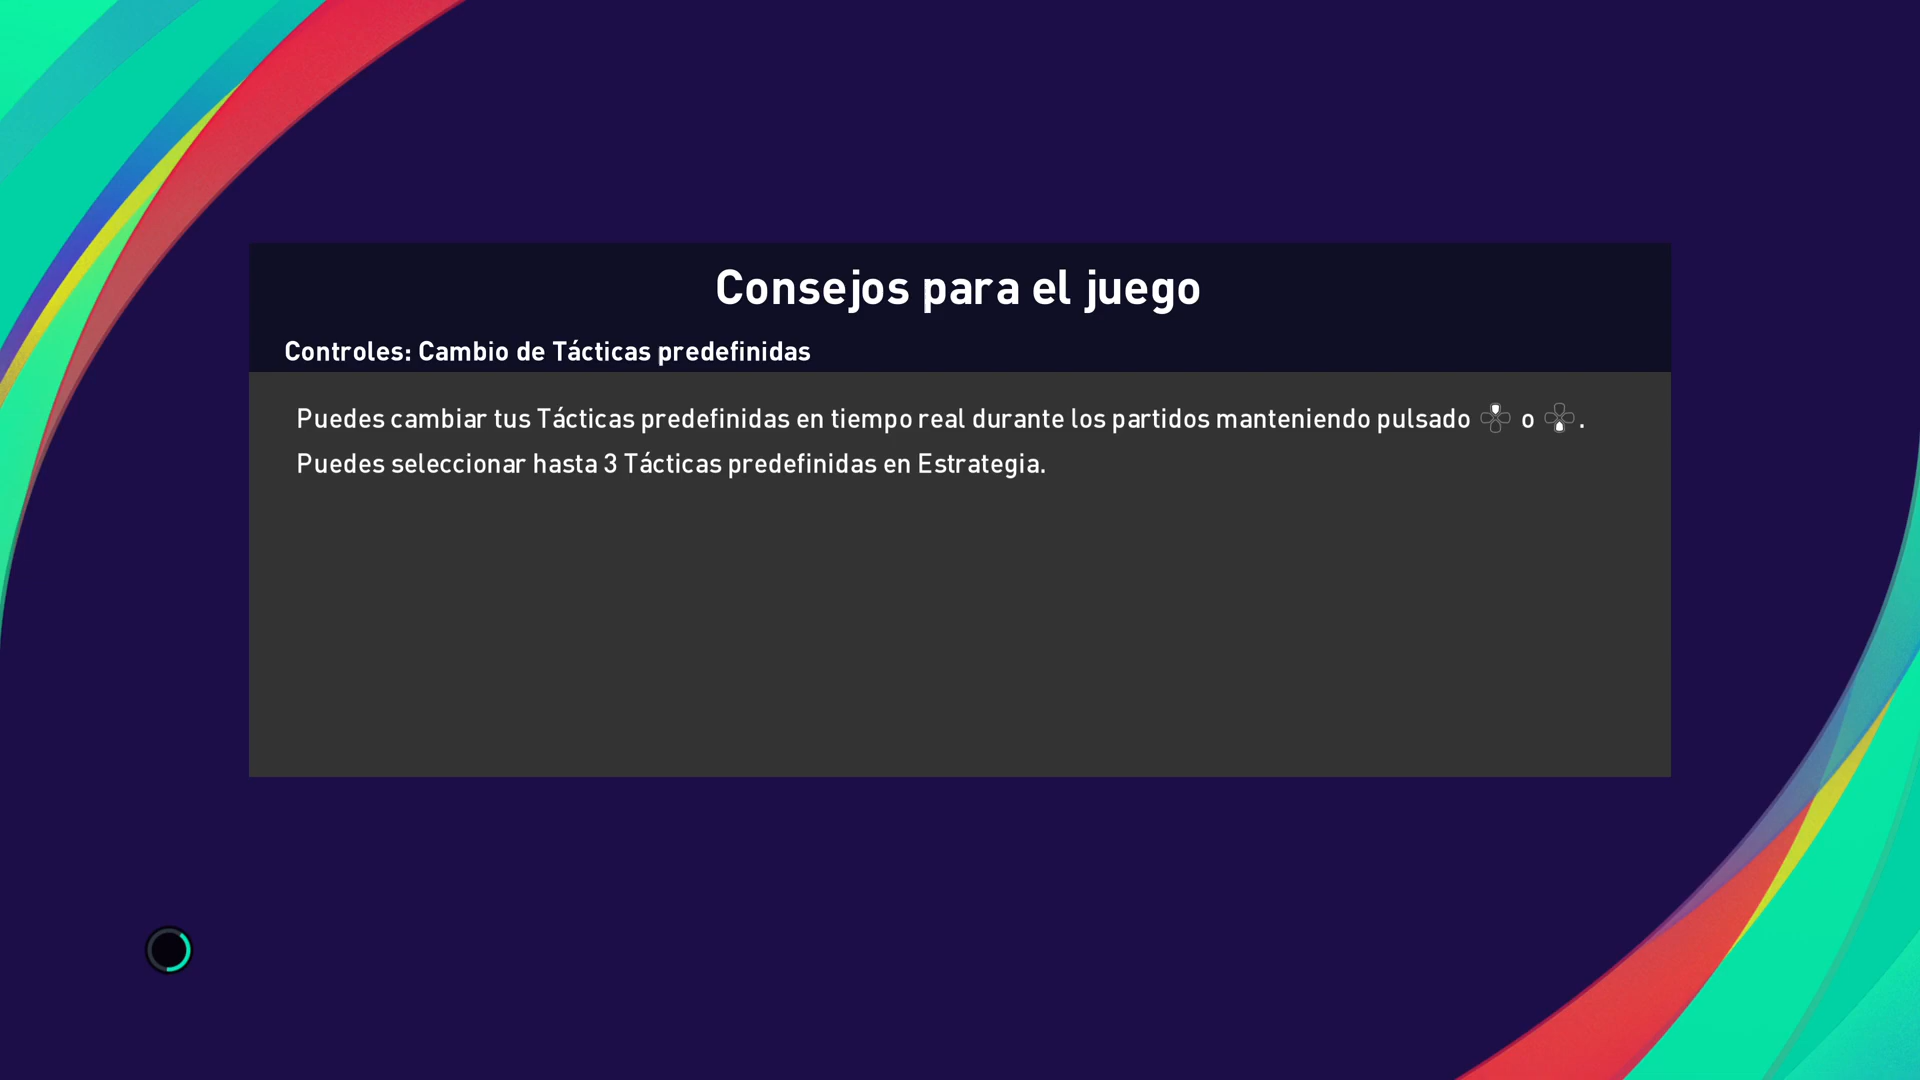 Consejos para el juego
Controles: Cambio de Tácticas predefinidas
Puedes cambiar tus Tácticas predefinidas en tiempo real durante los partidos manteniendo pulsado o .
Puedes seleccionar hasta 3 Tácticas predefinidas en Estrategia.